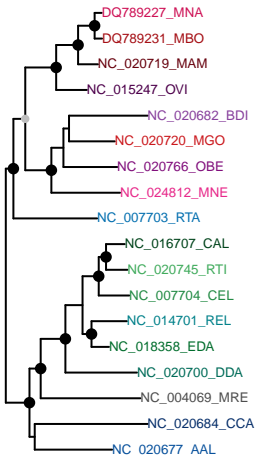 DQ789227_MNA
DQ789231_MBO
NC_020719_MAM
NC_015247_OVI
NC_020682_BDI
NC_020720_MGO
NC_020766_OBE
NC_024812_MNE
NC_007703_RTA
NC_016707_CAL
NC_020745_RTI
NC_007704_CEL
NC_014701_REL
NC_018358_EDA
NC_020700_DDA
NC_004069_MRE
NC_020684_CCA
NC_020677_AAL